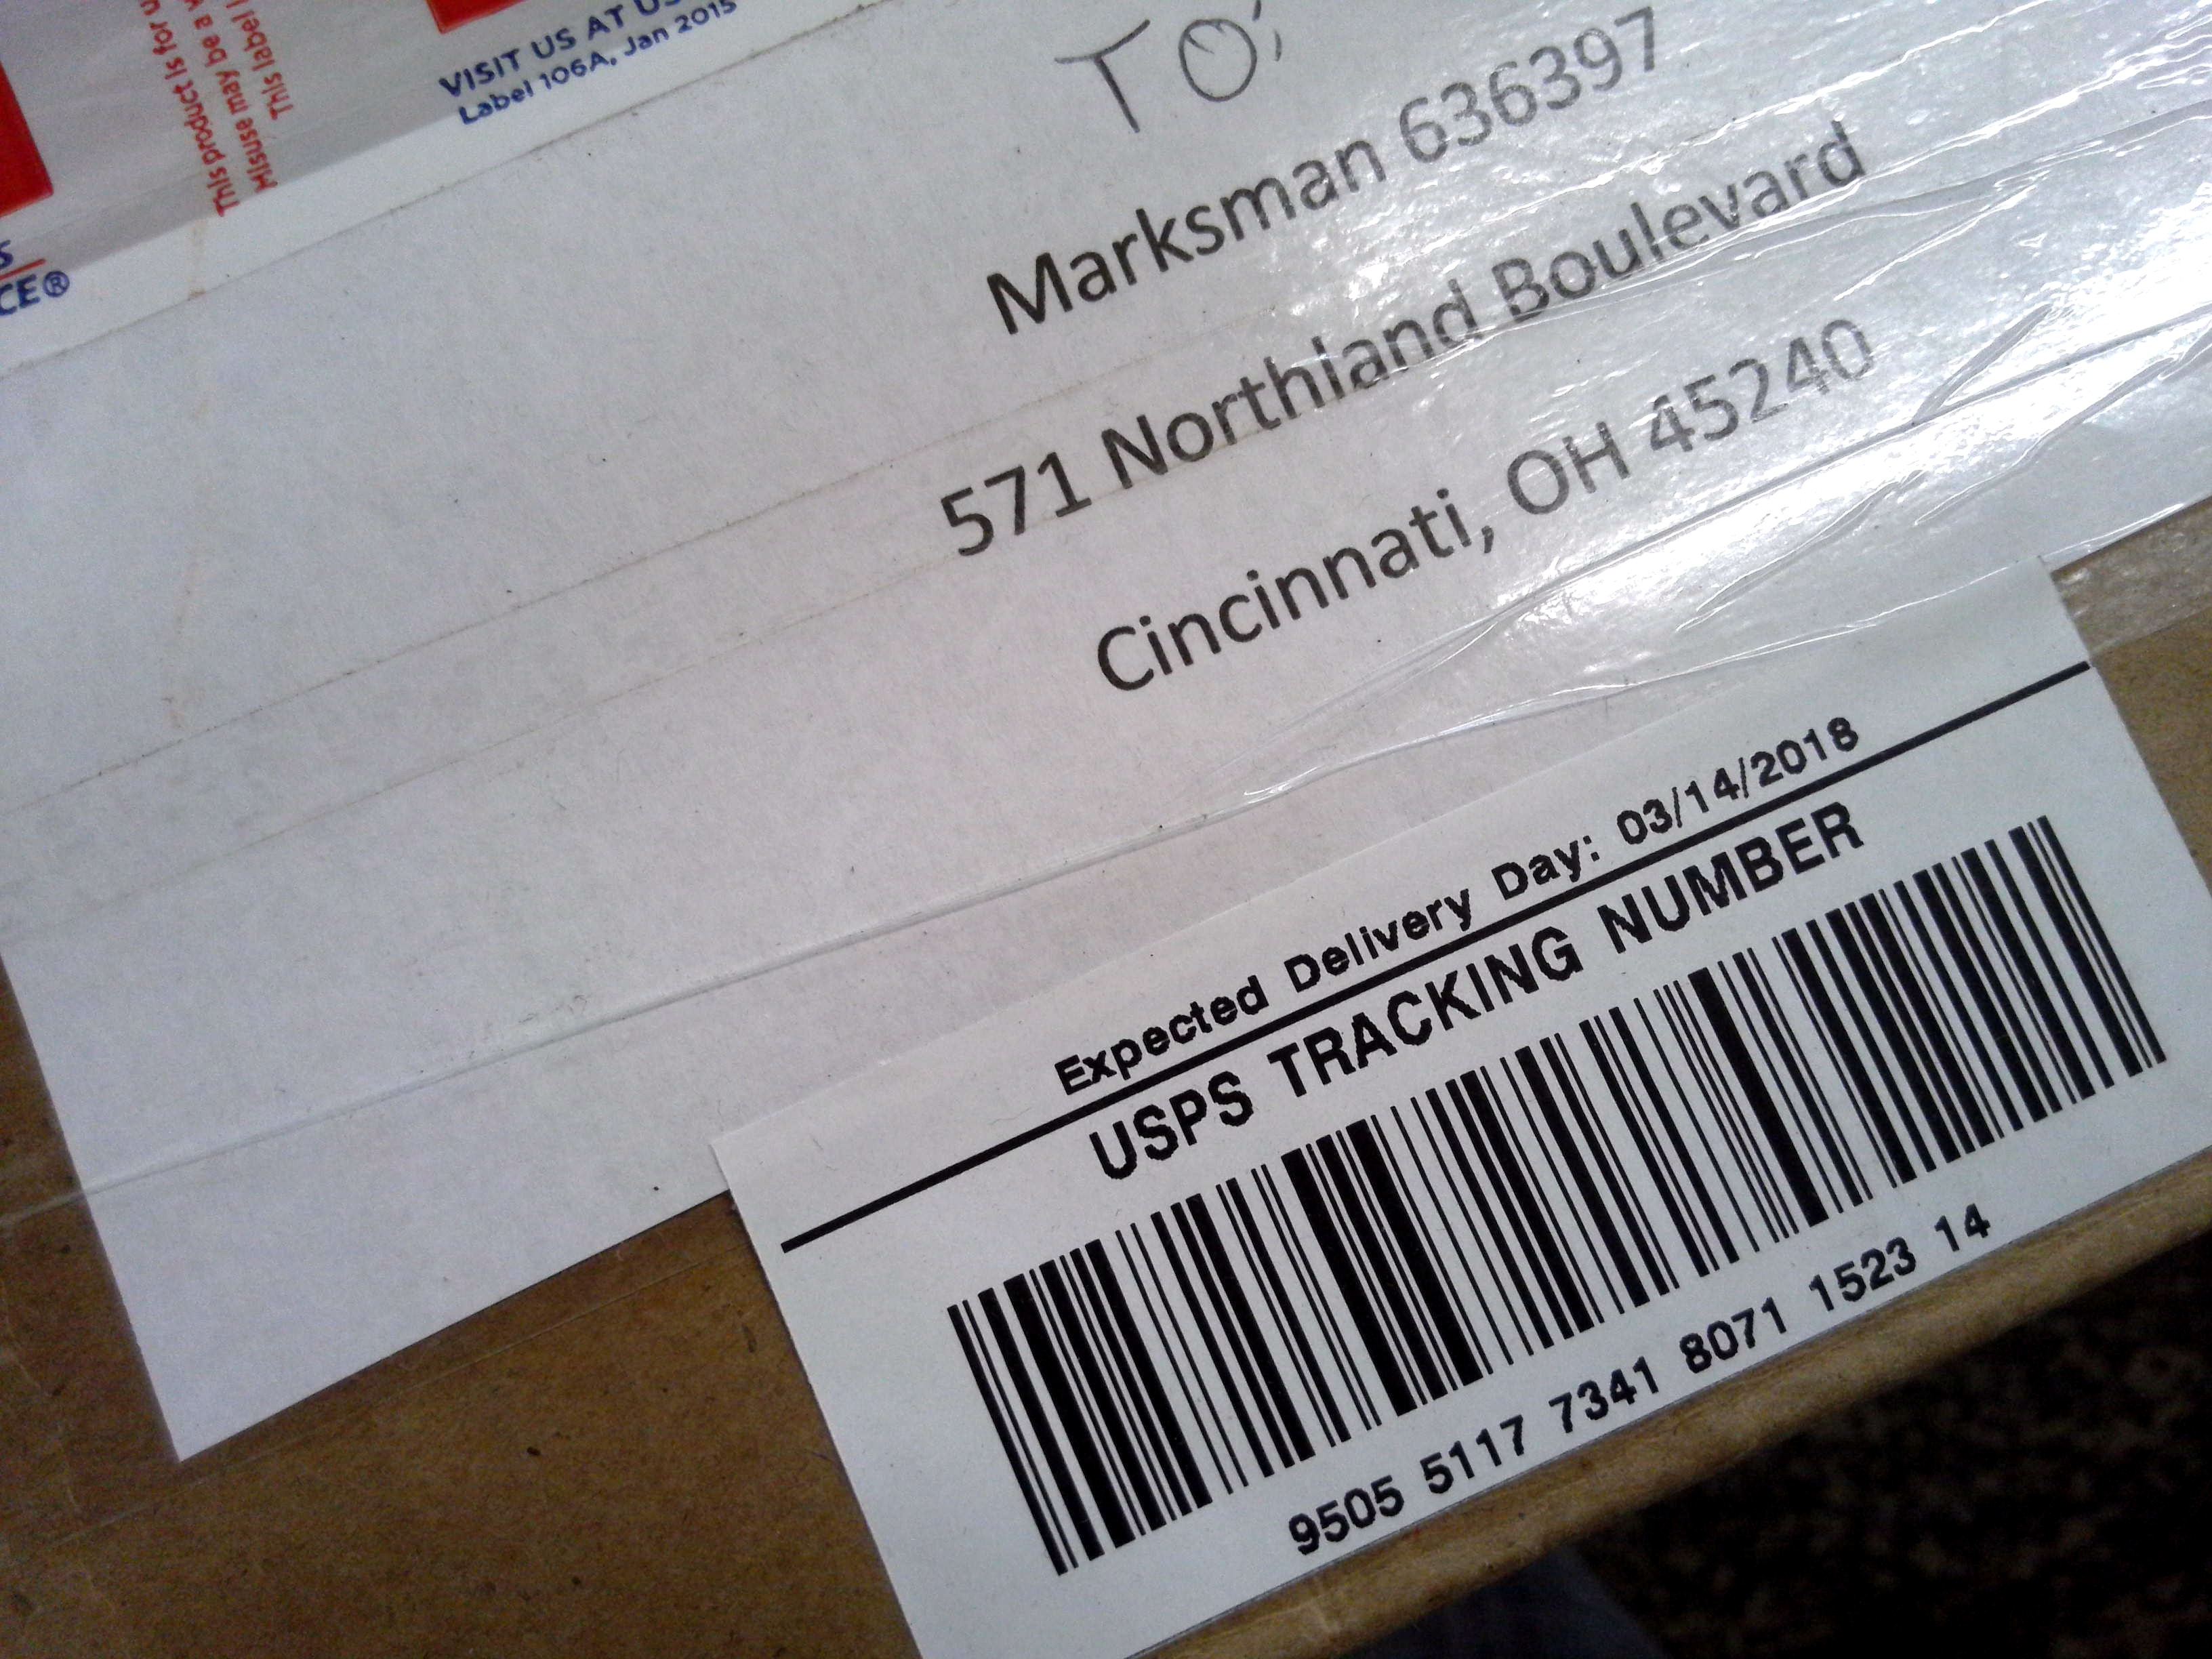 This product is for u
Misuse may be a v
This label i
VISIT US AT US
Label 106A, Jan 2015
S
CE®
TO:
Marksman 636397
571 Northland Boulevard
Cincinnati, OH 45240
Expected Delivery Day: 03/14/2018
USPS TRACKING NUMBER
9505 5117 7341 8071 1523 14